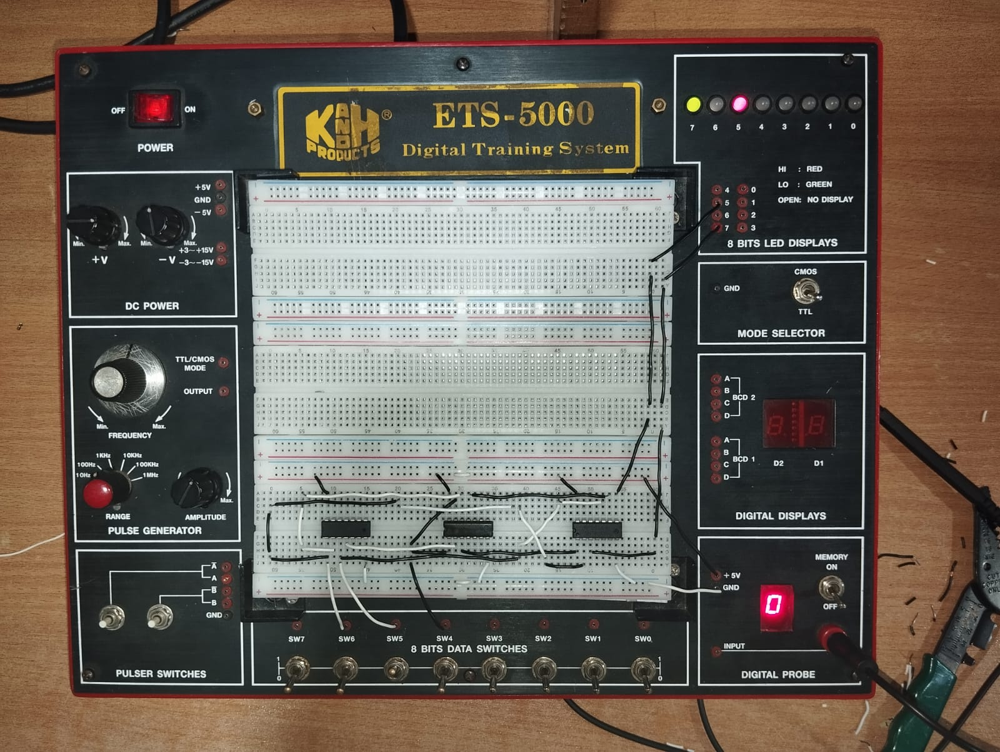 OFF
ON
POWER
K AND H ®
PRODUCTS
ETS-5000
Digital Training System
7 6 5 4 3 2 1 0
HI : RED
LO : GREEN
OPEN: NO DISPLAY
4 0
5 1
6 2
7 3
8 BITS LED DISPLAYS
+5V
GND
-5V
Min. Max. Min. Max.
+3~+15V
+V -V
-3~-15V
DC POWER
CMOS
GND
TTL
MODE SELECTOR
TTL/CMOS
MODE
OUTPUT
Min. Max.
FREQUENCY
1KHz 10KHz
100Hz 100KHz
10Hz 1MHz
Max.
RANGE
AMPLITUDE
PULSE GENERATOR
A
B
BCD 2
C
D
A
B
BCD 1
C
D
D2 D1
DIGITAL DISPLAYS
A
A
B
B
GND
PULSER SWITCHES
SW7 SW6 SW5 SW4 SW3 SW2 SW1 SW0
8 BITS DATA SWITCHES
1 1
0 0
MEMORY
ON
+5V
GND
0
OFF
INPUT
DIGITAL PROBE